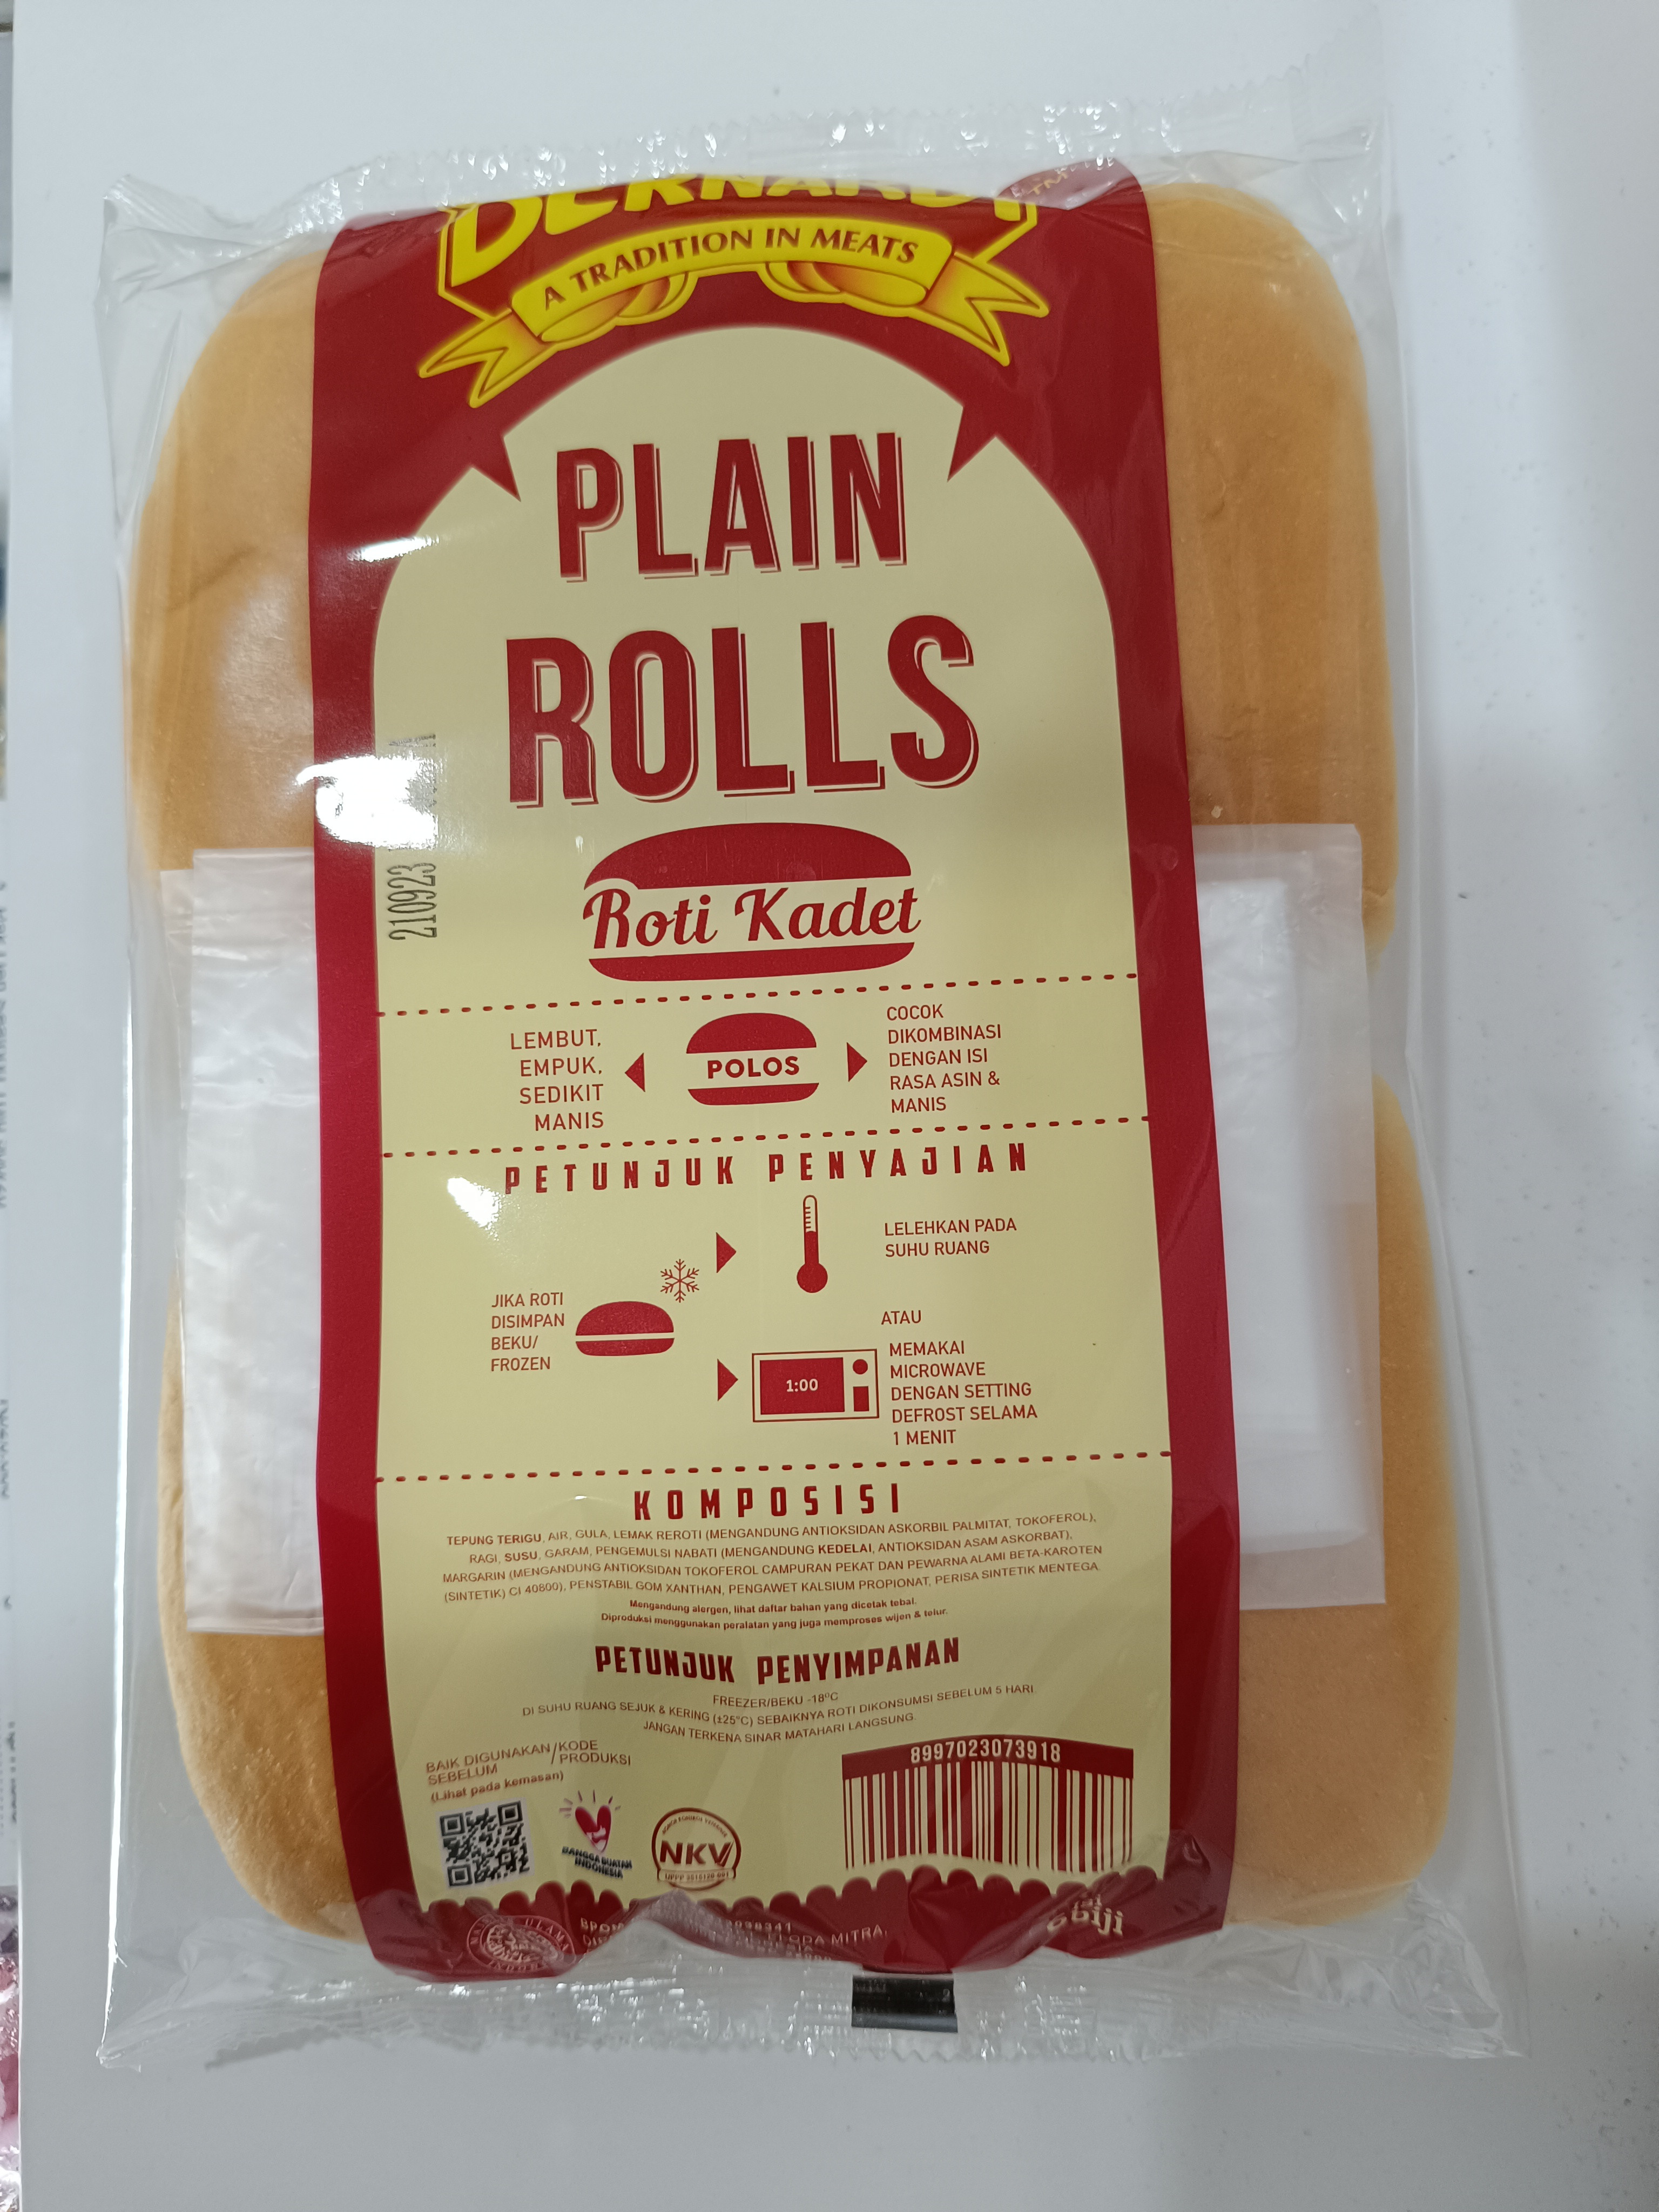 BERNARDI™
A TRADITION IN MEATS
PLAIN
ROLLS
210923
Roti Kadet
LEMBUT,
EMPUK,
SEDIKIT
MANIS
POLOS
COCOK
DIKOMBINASI
DENGAN ISI
RASA ASIN &
MANIS
PETUNJUK PENYAJIAN
JIKA ROTI
DISIMPAN
BEKU/
FROZEN
LELEHKAN PADA
SUHU RUANG
ATAU
1:00
MEMAKAI
MICROWAVE
DENGAN SETTING
DEFROST SELAMA
1 MENIT
KOMPOSISI
TEPUNG TERIGU, AIR, GULA, LEMAK REROTI (MENGANDUNG ANTIOKSIDAN ASKORBIL PALMITAT, TOKOFEROL),
RAGI, SUSU, GARAM, PENGEMULSI NABATI (MENGANDUNG KEDELAI, ANTIOKSIDAN ASAM ASKORBAT),
MARGARIN (MENGANDUNG ANTIOKSIDAN TOKOFEROL CAMPURAN PEKAT DAN PEWARNA ALAMI BETA-KAROTEN
(SINTETIK) CI 40800), PENSTABIL GOM XANTHAN, PENGAWET KALSIUM PROPIONAT, PERISA SINTETIK MENTEGA.
Mengandung alergen, lihat daftar bahan yang dicetak tebal.
Diproduksi menggunakan peralatan yang juga memproses wijen & telur.
PETUNJUK PENYIMPANAN
FREEZER/BEKU -18°C
DI SUHU RUANG SEJUK & KERING (±25°C) SEBAIKNYA ROTI DIKONSUMSI SEBELUM 5 HARI
JANGAN TERKENA SINAR MATAHARI LANGSUNG.
BAIK DIGUNAKAN/KODE
SEBELUM PRODUKSI
(Lihat pada kemasan)
8997023073918
BANGGA BUATAN
INDONESIA
NKV
ULAMA
MITRA,
biji